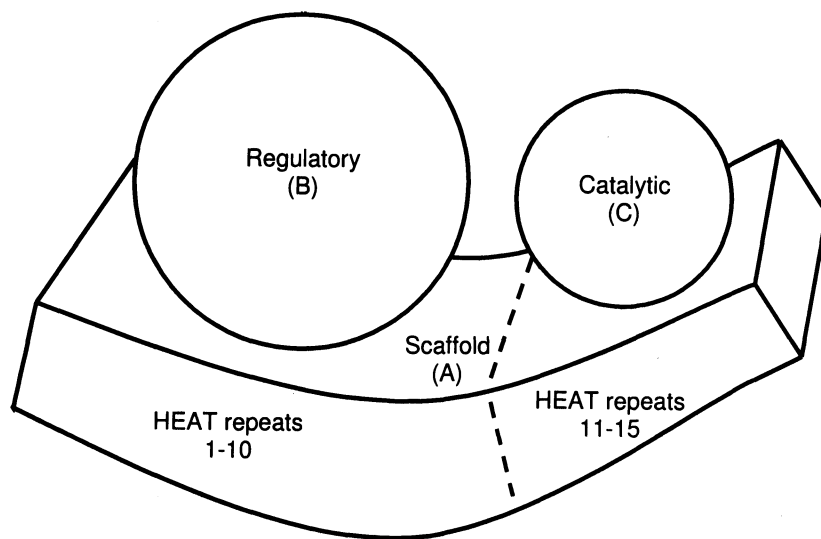 Regulatory
(B)
Catalytic
(C)
Scaffold
(A)
HEAT repeats
1-10
HEAT repeats
11-15